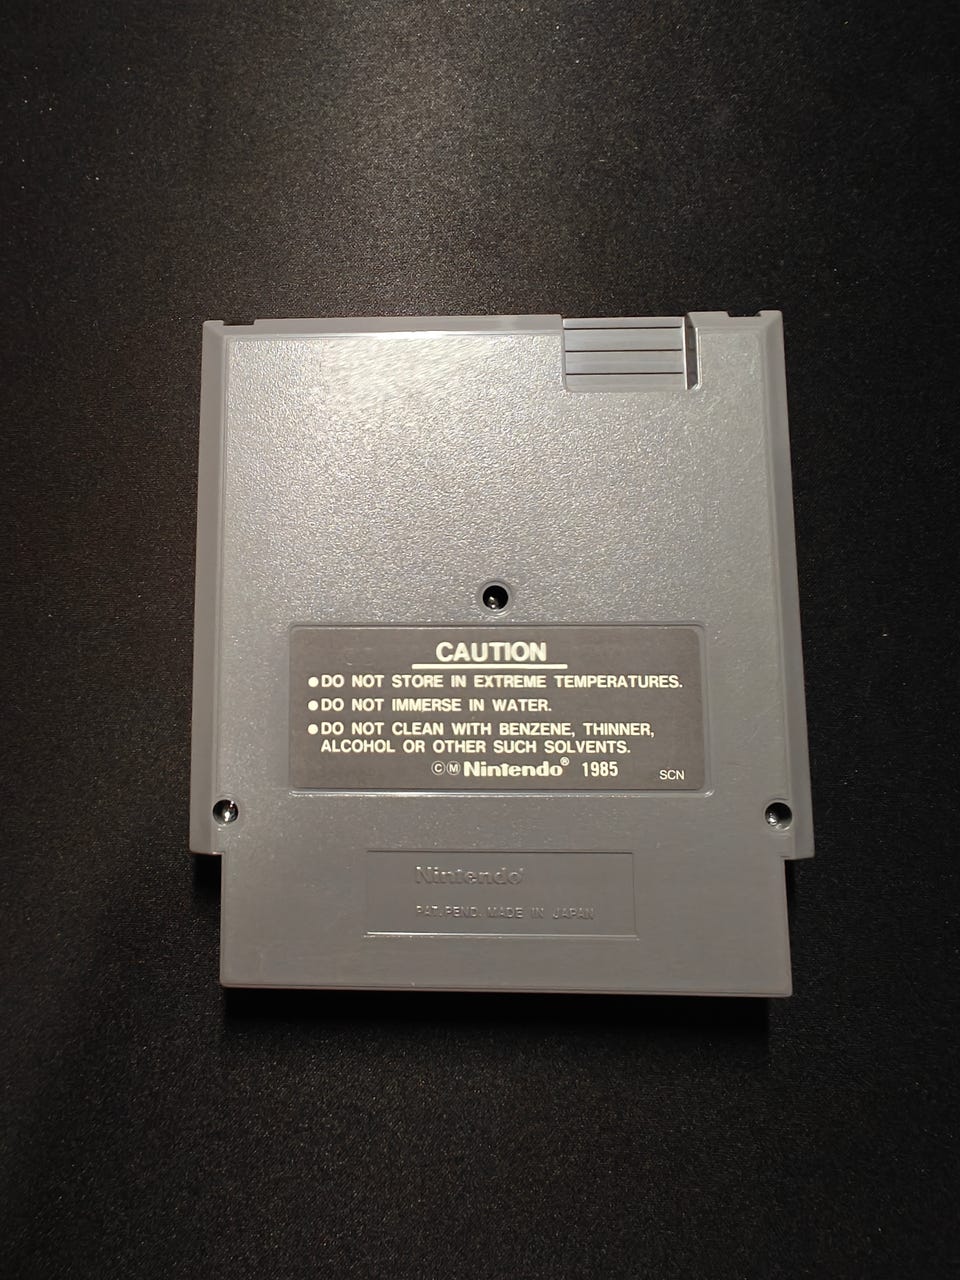 CAUTION
●DO NOT STORE IN EXTREME TEMPERATURES.
●DO NOT IMMERSE IN WATER.
●DO NOT CLEAN WITH BENZENE, THINNER,
ALCOHOL OR OTHER SUCH SOLVENTS.
ⒸⓂNintendo® 1985 SCN
Nintendo®
PAT. PEND. MADE IN JAPAN